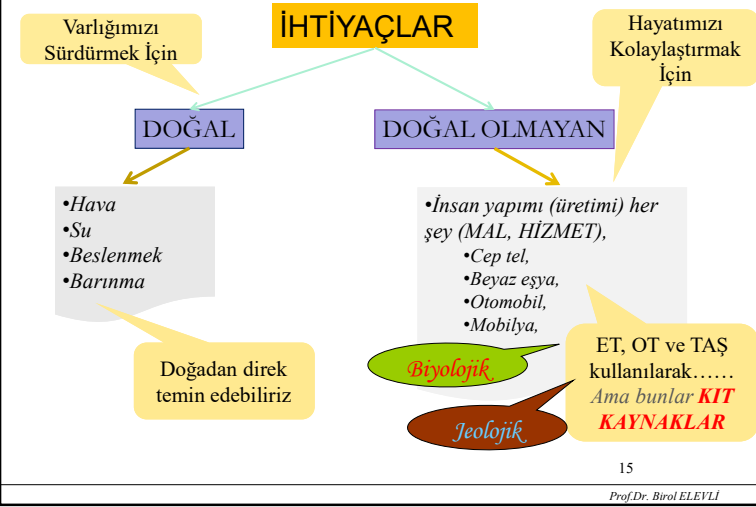 İHTİYAÇLAR
Varlığımızı
Sürdürmek İçin
Hayatımızı
Kolaylaştırmak
İçin
DOĞAL
DOĞAL OLMAYAN
•Hava
•Su
•Beslenmek
•Barınma
•İnsan yapımı (üretimi) her
şey (MAL, HİZMET),
•Cep tel,
•Beyaz eşya,
•Otomobil,
•Mobilya,
Doğadan direk
temin edebiliriz
Biyolojik
Jeolojik
ET, OT ve TAŞ
kullanılarak……
Ama bunlar KIT
KAYNAKLAR
15
Prof.Dr. Birol ELEVLİ